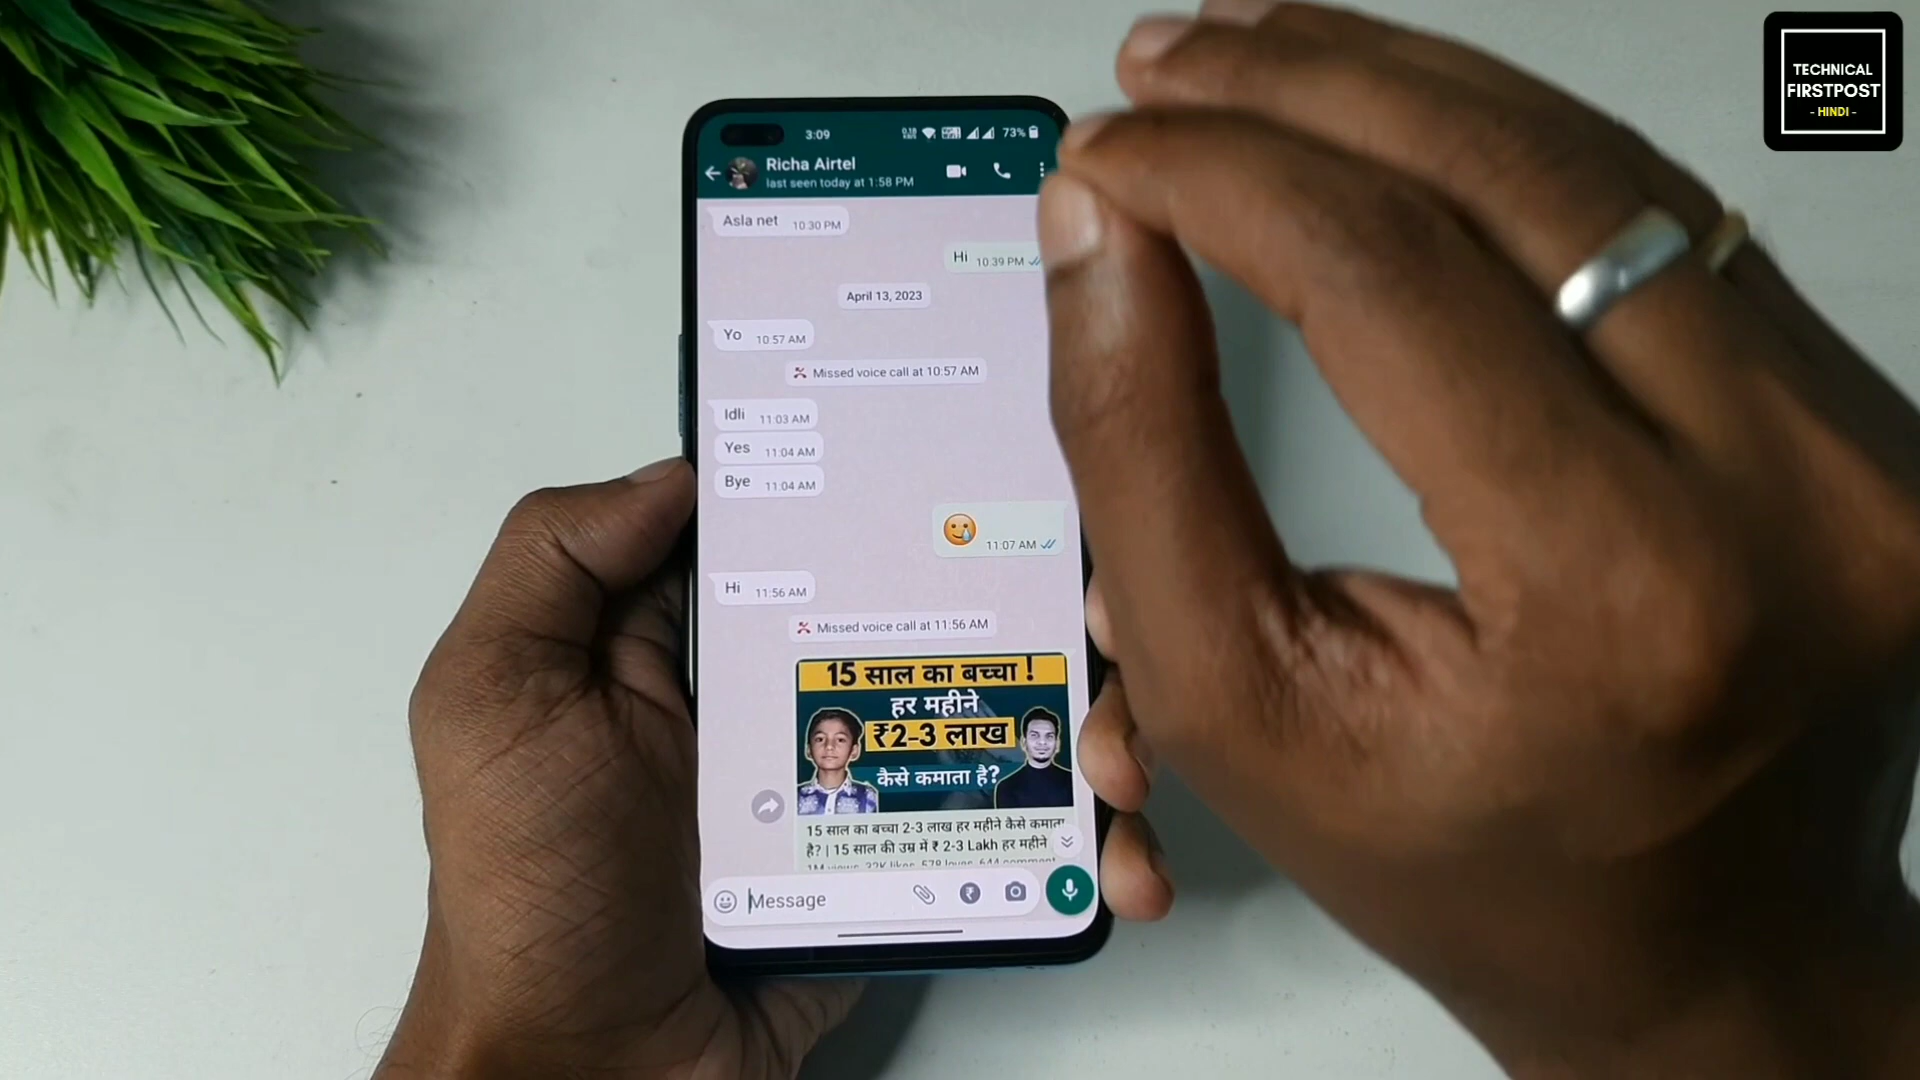 TECHNICAL
FIRSTPOST
- HINDI -
3:09
73%
Richa Airtel
last seen today at 1:58 PM
Asla net 10:30 PM
Hi 10:39 PM
April 13, 2023
Yo 10:57 AM
Missed voice call at 10:57 AM
Idli 11:03 AM
Yes 11:04 AM
Bye 11:04 AM
11:07 AM
Hi 11:56 AM
Missed voice call at 11:56 AM
15 साल का बच्चा !
हर महीने
₹2-3 लाख
कैसे कमाता है?
15 साल का बच्चा 2-3 लाख हर महीने कैसे कमाता
है? | 15 साल की उम्र में ₹ 2-3 Lakh हर महीने
Message